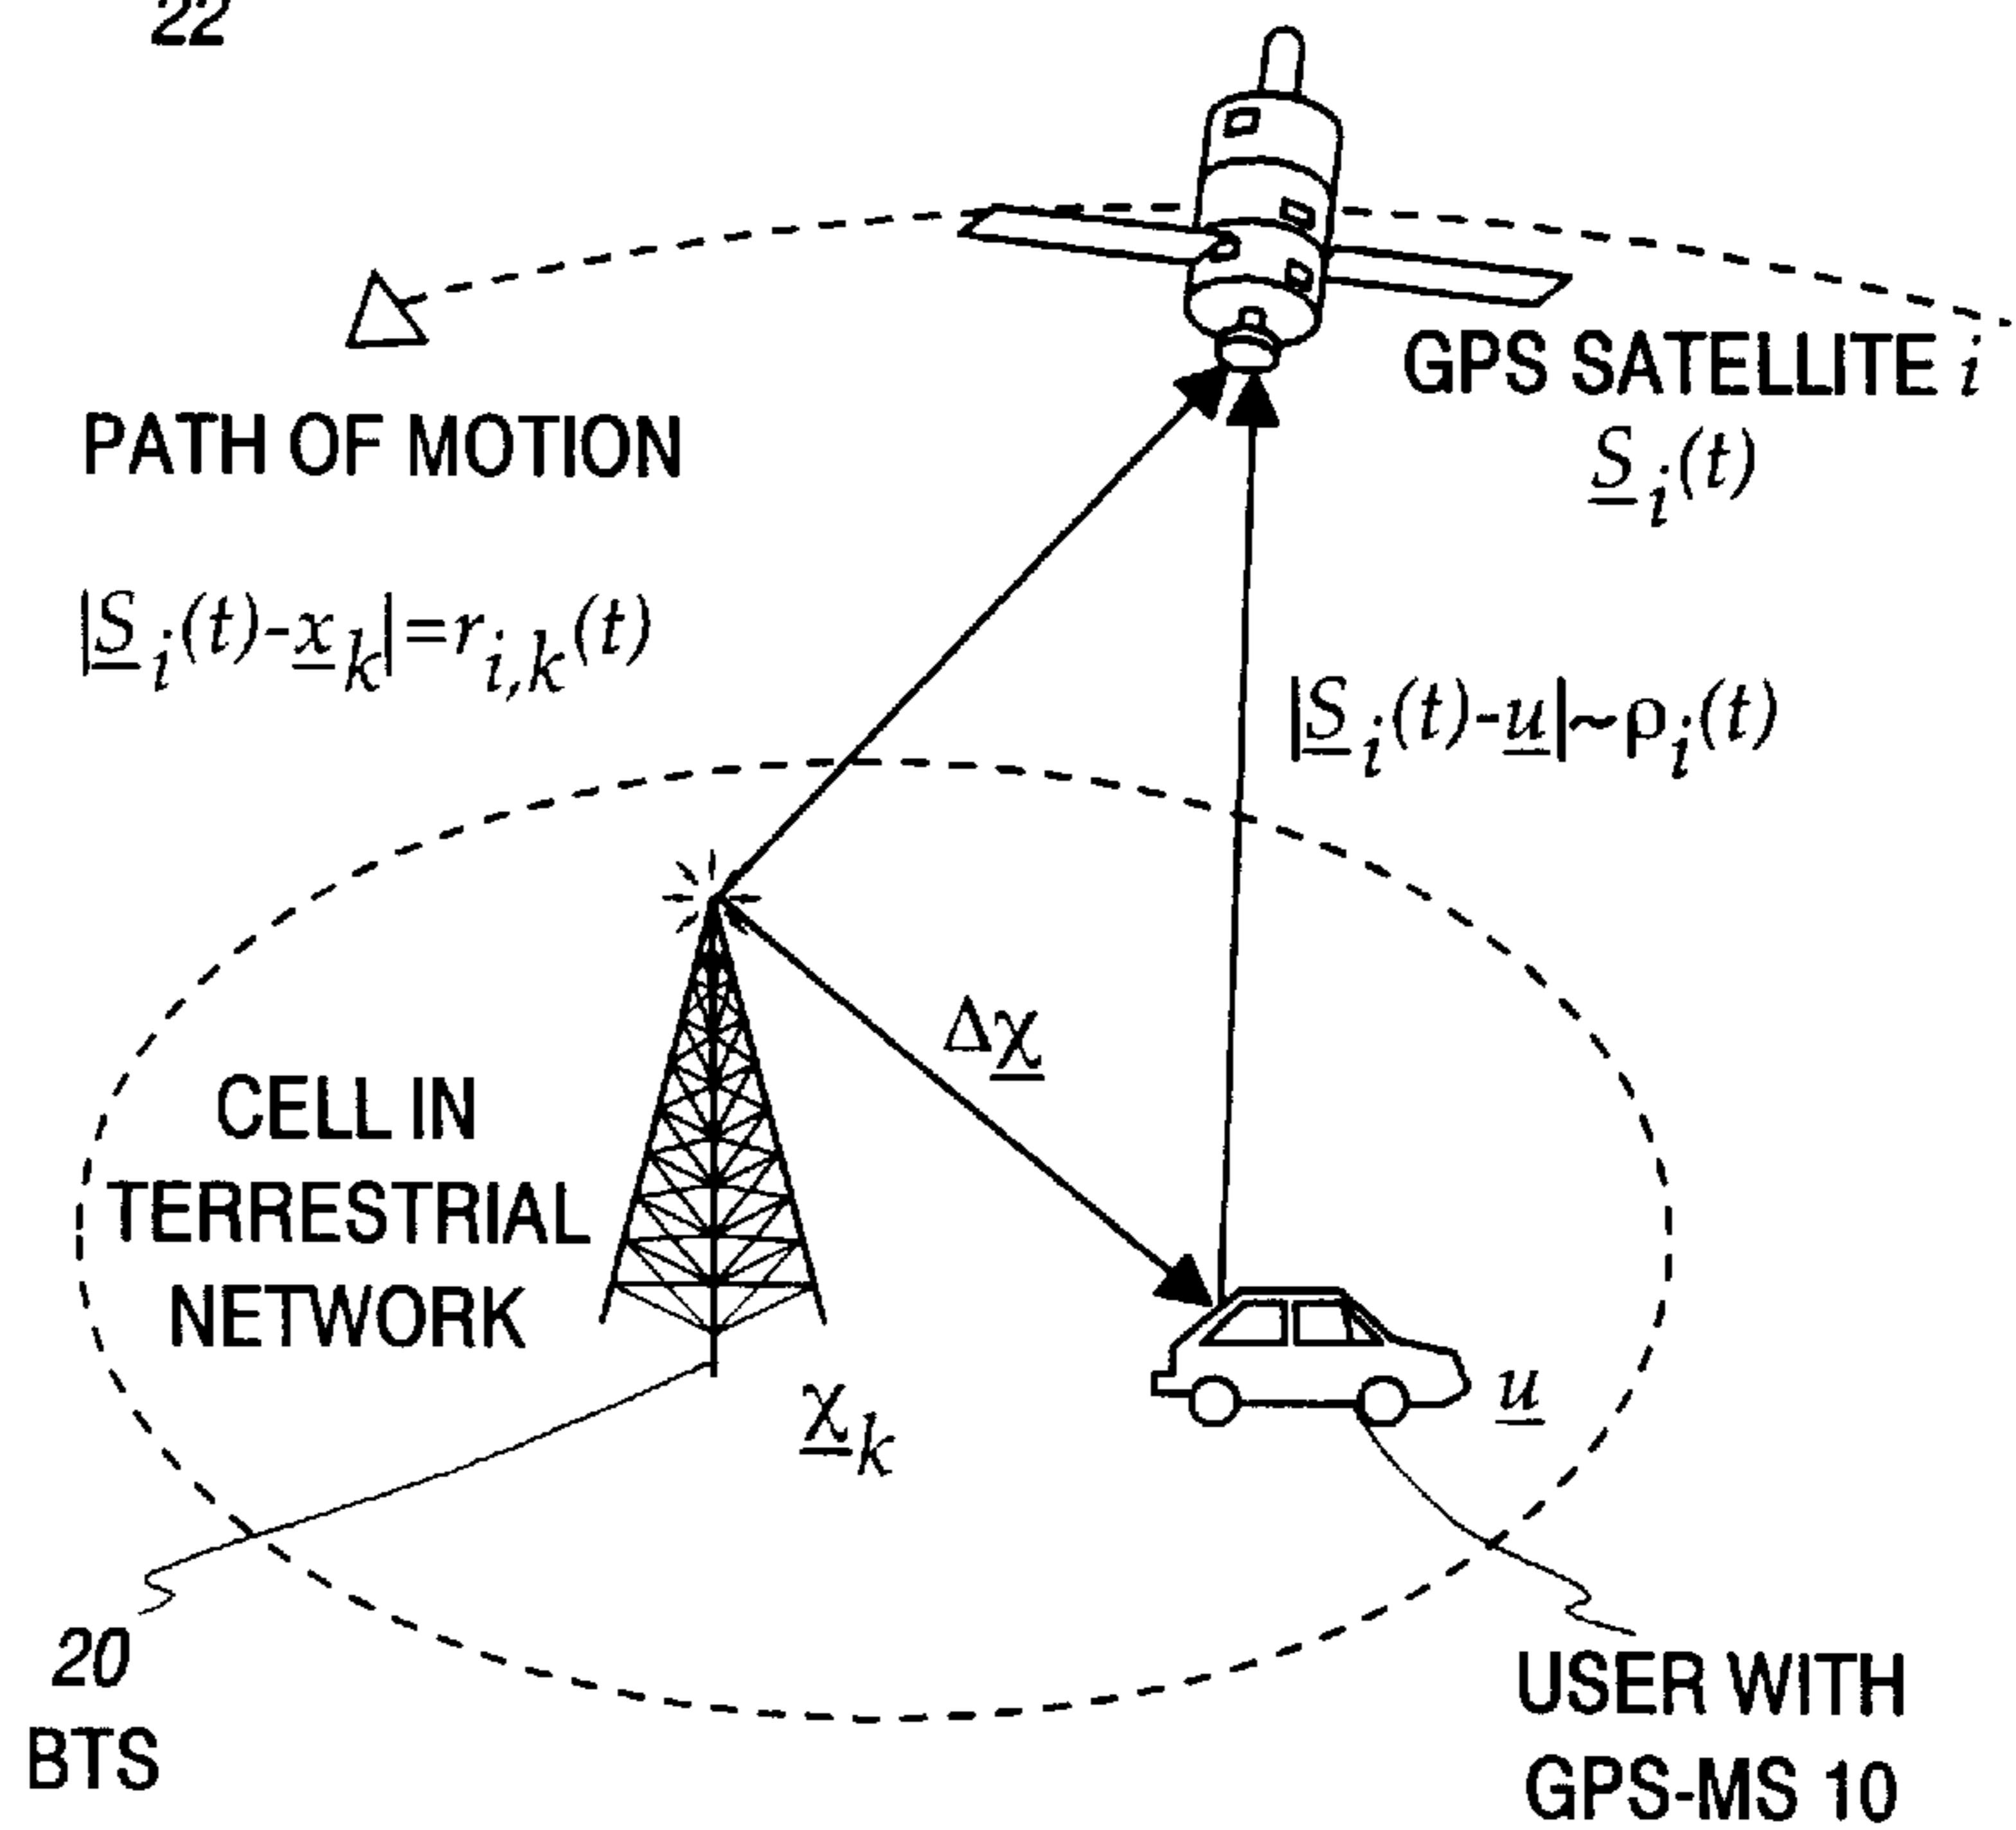 22
GPS SATELLITE i
S_i(t)
PATH OF MOTION
|S_i(t)-x_k|=r_{i,k}(t)
|S_i(t)-u|~ρ_i(t)
Δχ
CELL IN
TERRESTRIAL
NETWORK
χ_k
u
20
BTS
USER WITH
GPS-MS 10